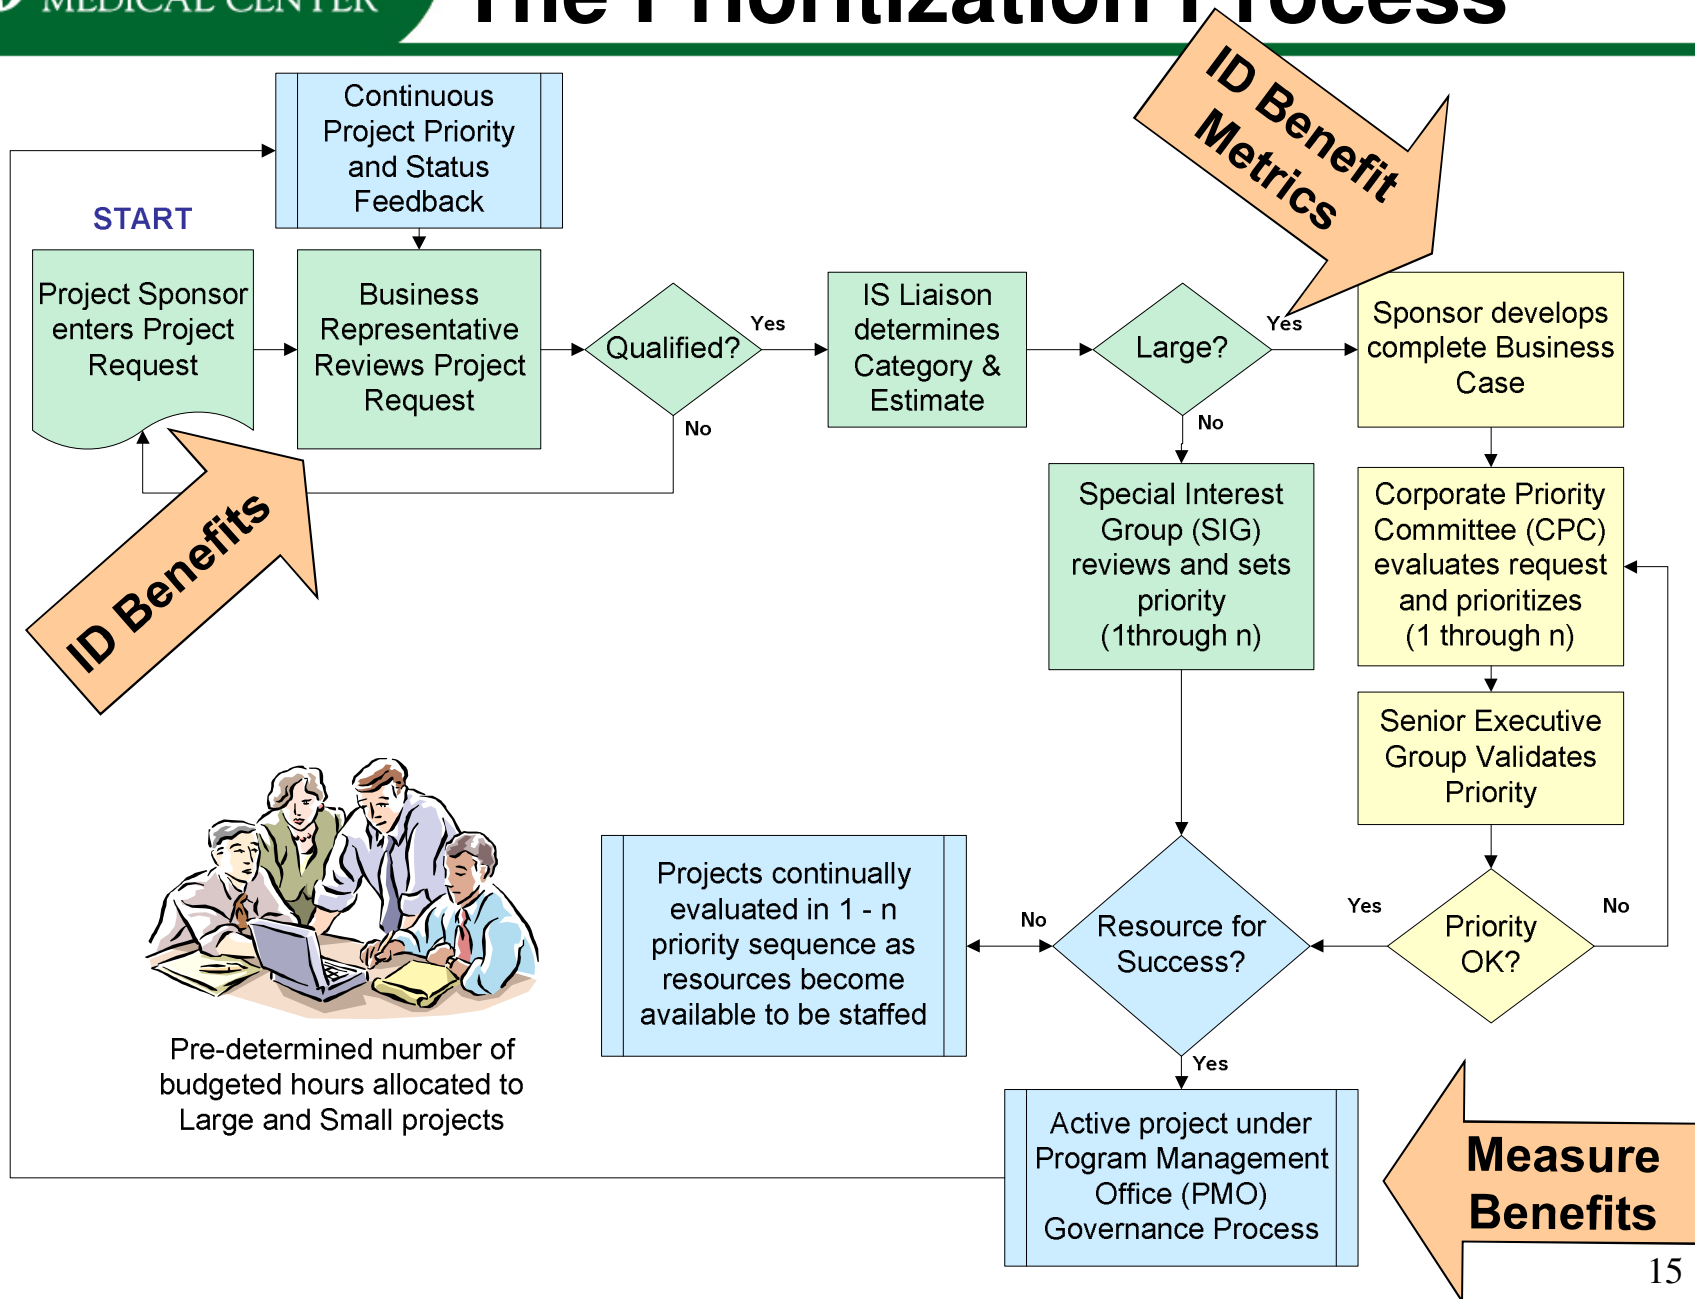 MEDICAL CENTER
The Prioritization Process
Continuous
Project Priority
and Status
Feedback
START
Project Sponsor
enters Project
Request
Business
Representative
Reviews Project
Request
Qualified?
Yes
No
IS Liaison
determines
Category &
Estimate
Large?
Yes
No
ID Benefit
Metrics
Sponsor develops
complete Business
Case
ID Benefits
Special Interest
Group (SIG)
reviews and sets
priority
(1through n)
Corporate Priority
Committee (CPC)
evaluates request
and prioritizes
(1 through n)
Senior Executive
Group Validates
Priority
Priority
OK?
Yes
No
Resource for
Success?
No
Yes
Projects continually
evaluated in 1 - n
priority sequence as
resources become
available to be staffed
Pre-determined number of
budgeted hours allocated to
Large and Small projects
Active project under
Program Management
Office (PMO)
Governance Process
Measure
Benefits
15